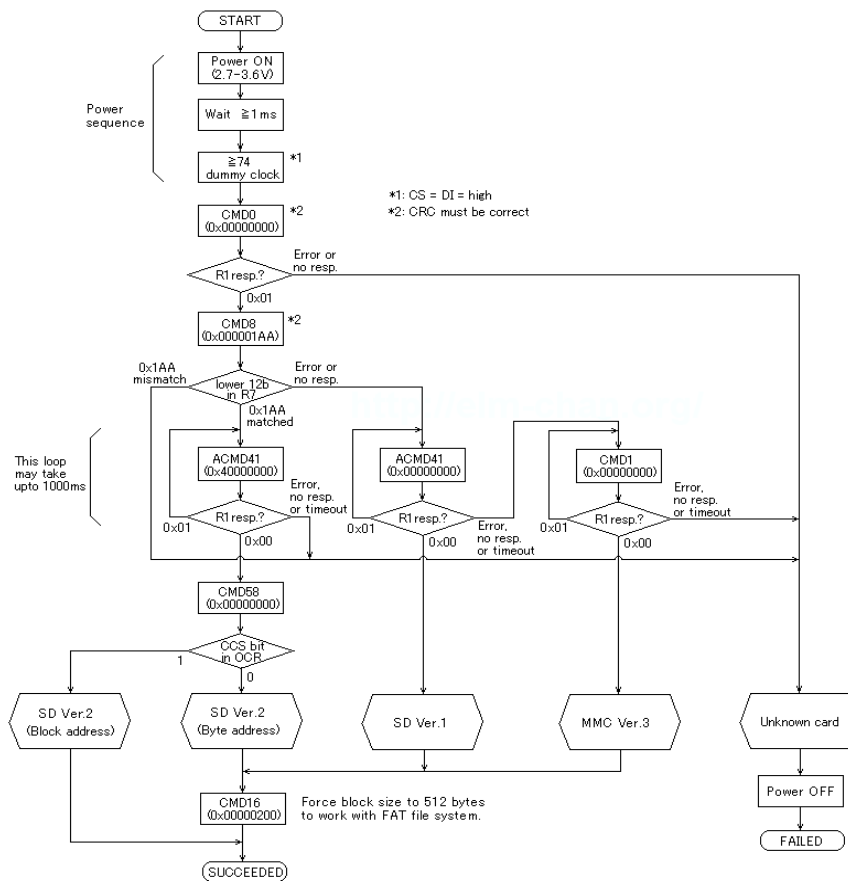 START
Power ON
(2.7-3.6V)
Power
sequence
Wait ≧1ms
≧74
dummy clock
*1
*1: CS = DI = high
*2: CRC must be correct
CMD0
(0x00000000)
*2
R1 resp.?
Error or
no resp.
0x01
CMD8
(0x000001AA)
*2
0x1AA
mismatch
lower 12b
in R7
Error or
no resp.
0x1AA
matched
This loop
may take
upto 1000ms
ACMD41
(0x40000000)
ACMD41
(0x00000000)
CMD1
(0x00000000)
Error,
no resp.
or timeout
Error,
no resp.
or timeout
R1 resp.?
0x01
0x00
R1 resp.?
0x01
0x00
Error,
no resp.
or timeout
R1 resp.?
0x01
0x00
CMD58
(0x00000000)
CCS bit
in OCR
1
0
SD Ver.2
(Block address)
SD Ver.2
(Byte address)
SD Ver.1
MMC Ver.3
Unknown card
CMD16
(0x00000200)
Force block size to 512 bytes
to work with FAT file system.
Power OFF
SUCCEEDED
FAILED